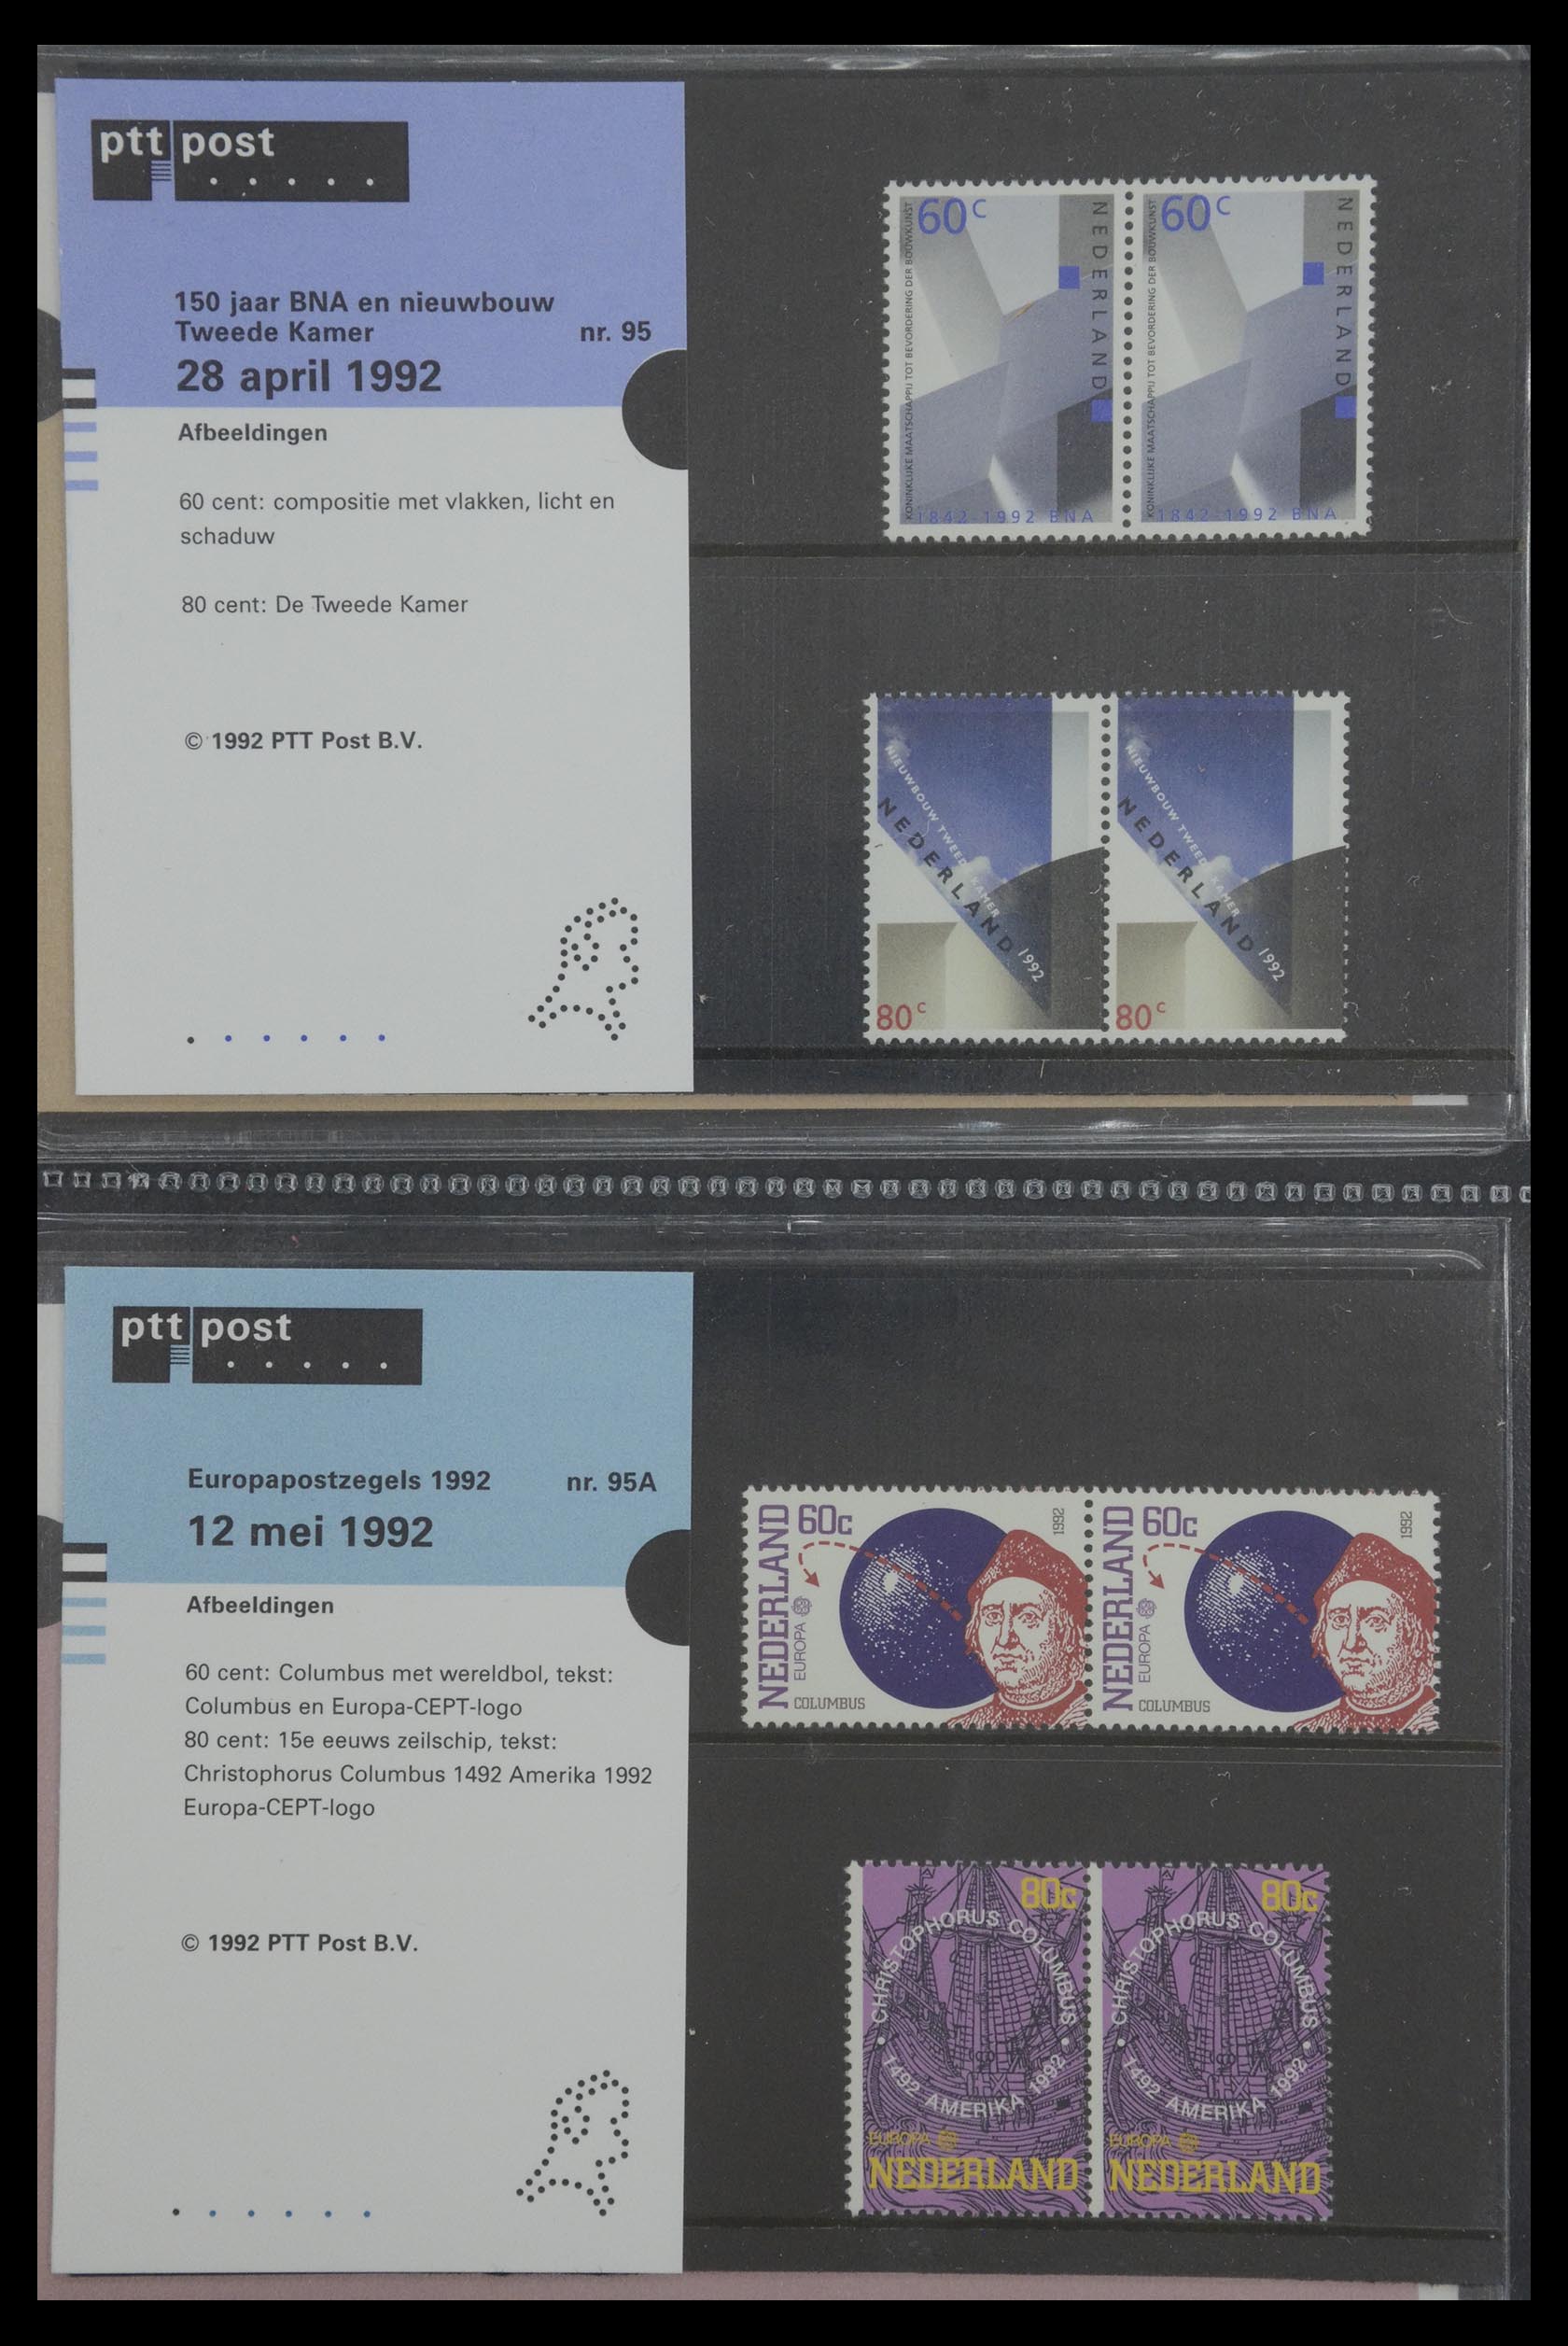 ptt post
150 jaar BNA en nieuwbouw
Tweede Kamer nr. 95
28 april 1992
Afbeeldingen
60 cent: compositie met vlakken, licht en
schaduw
80 cent: De Tweede Kamer
© 1992 PTT Post B.V.
60c
NEDERLAND
KONINKLIJKE MAATSCHAPPIJ TOT BEVORDERING DER BOUWKUNST
1842-1992 BNA
60c
NEDERLAND
KONINKLIJKE MAATSCHAPPIJ TOT BEVORDERING DER BOUWKUNST
1842-1992 BNA
NIEUWBOUW TWEEDE KAMER
NEDERLAND 1992
80c
NIEUWBOUW TWEEDE KAMER
NEDERLAND 1992
80c
ptt post
Europapostzegels 1992 nr. 95A
12 mei 1992
Afbeeldingen
60 cent: Columbus met wereldbol, tekst:
Columbus en Europa-CEPT-logo
80 cent: 15e eeuws zeilschip, tekst:
Christophorus Columbus 1492 Amerika 1992
Europa-CEPT-logo
© 1992 PTT Post B.V.
NEDERLAND
60c
1992
EUROPA
COLUMBUS
NEDERLAND
60c
1992
EUROPA
COLUMBUS
80c
• CHRISTOPHORUS COLUMBUS •
1492 AMERIKA 1992
EUROPA
NEDERLAND
80c
• CHRISTOPHORUS COLUMBUS •
1492 AMERIKA 1992
EUROPA
NEDERLAND